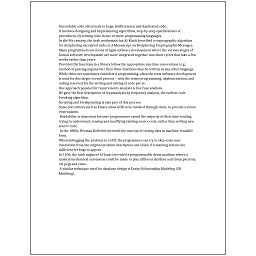 Unreadable code often leads to bugs, inefficiencies, and duplicated code.
It involves designing and implementing algorithms, step-by-step specifications of
procedures, by writing code in one or more programming languages.
In the 9th century, the Arab mathematician Al-Kindi described a cryptographic algorithm
for deciphering encrypted code, in A Manuscript on Deciphering Cryptographic Messages.
Many programmers use forms of Agile software development where the various stages of
formal software development are more integrated together into short cycles that take a few
weeks rather than years.
Provided the functions in a library follow the appropriate run-time conventions (e.g.,
method of passing arguments), then these functions may be written in any other language.
While these are sometimes considered programming, often the term software development
is used for this larger overall process – with the terms programming, implementation, and
coding reserved for the writing and editing of code per se.
One approach popular for requirements analysis is Use Case analysis.
He gave the first description of cryptanalysis by frequency analysis, the earliest code-
breaking algorithm.
Scripting and breakpointing is also part of this process.
Some text editors such as Emacs allow GDB to be invoked through them, to provide a visual
environment.
Readability is important because programmers spend the majority of their time reading,
trying to understand, reusing and modifying existing source code, rather than writing new
source code.
In the 1880s, Herman Hollerith invented the concept of storing data in machine-readable
form.
When debugging the problem in a GUI, the programmer can try to skip some user
interaction from the original problem description and check if remaining actions are
sufficient for bugs to appear.
In 1206, the Arab engineer Al-Jazari invented a programmable drum machine where a
musical mechanical automaton could be made to play different rhythms and drum patterns,
via pegs and cams.
A similar technique used for database design is Entity-Relationship Modeling (ER
Modeling).